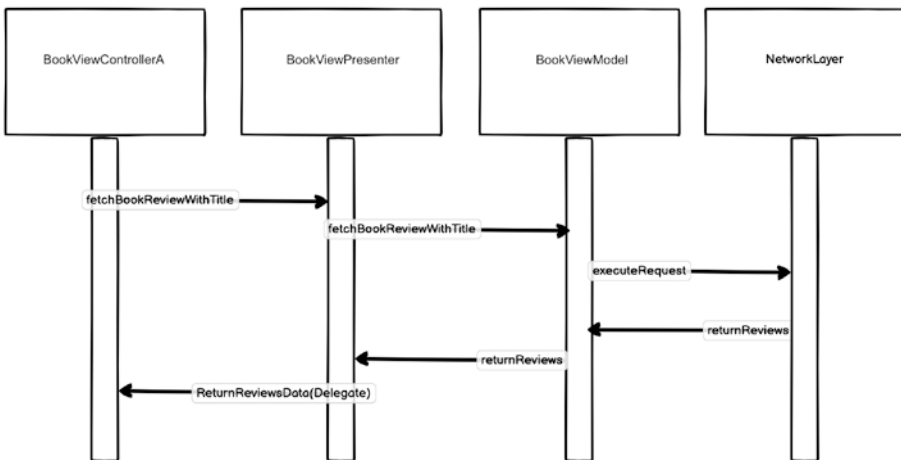 BookViewControllerA
BookViewPresenter
BookViewModel
NetworkLayer
fetchBookReviewWithTitle
fetchBookReviewWithTitle
executeRequest
returnReviews
returnReviews
ReturnReviewsData(Delegate)